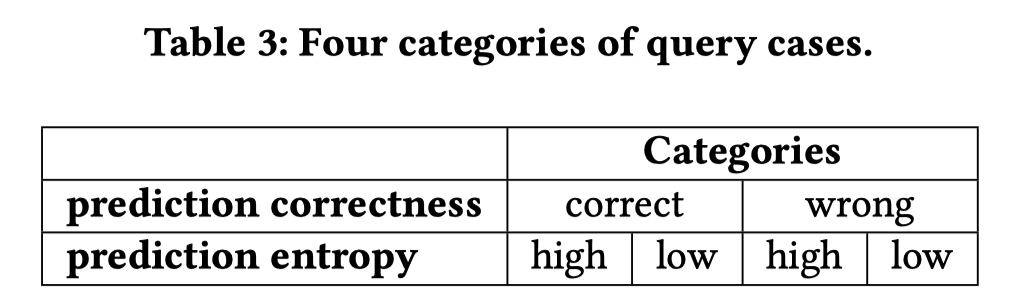 Table 3: Four categories of query cases.
Categories
prediction correctness correct wrong
prediction entropy high low high low